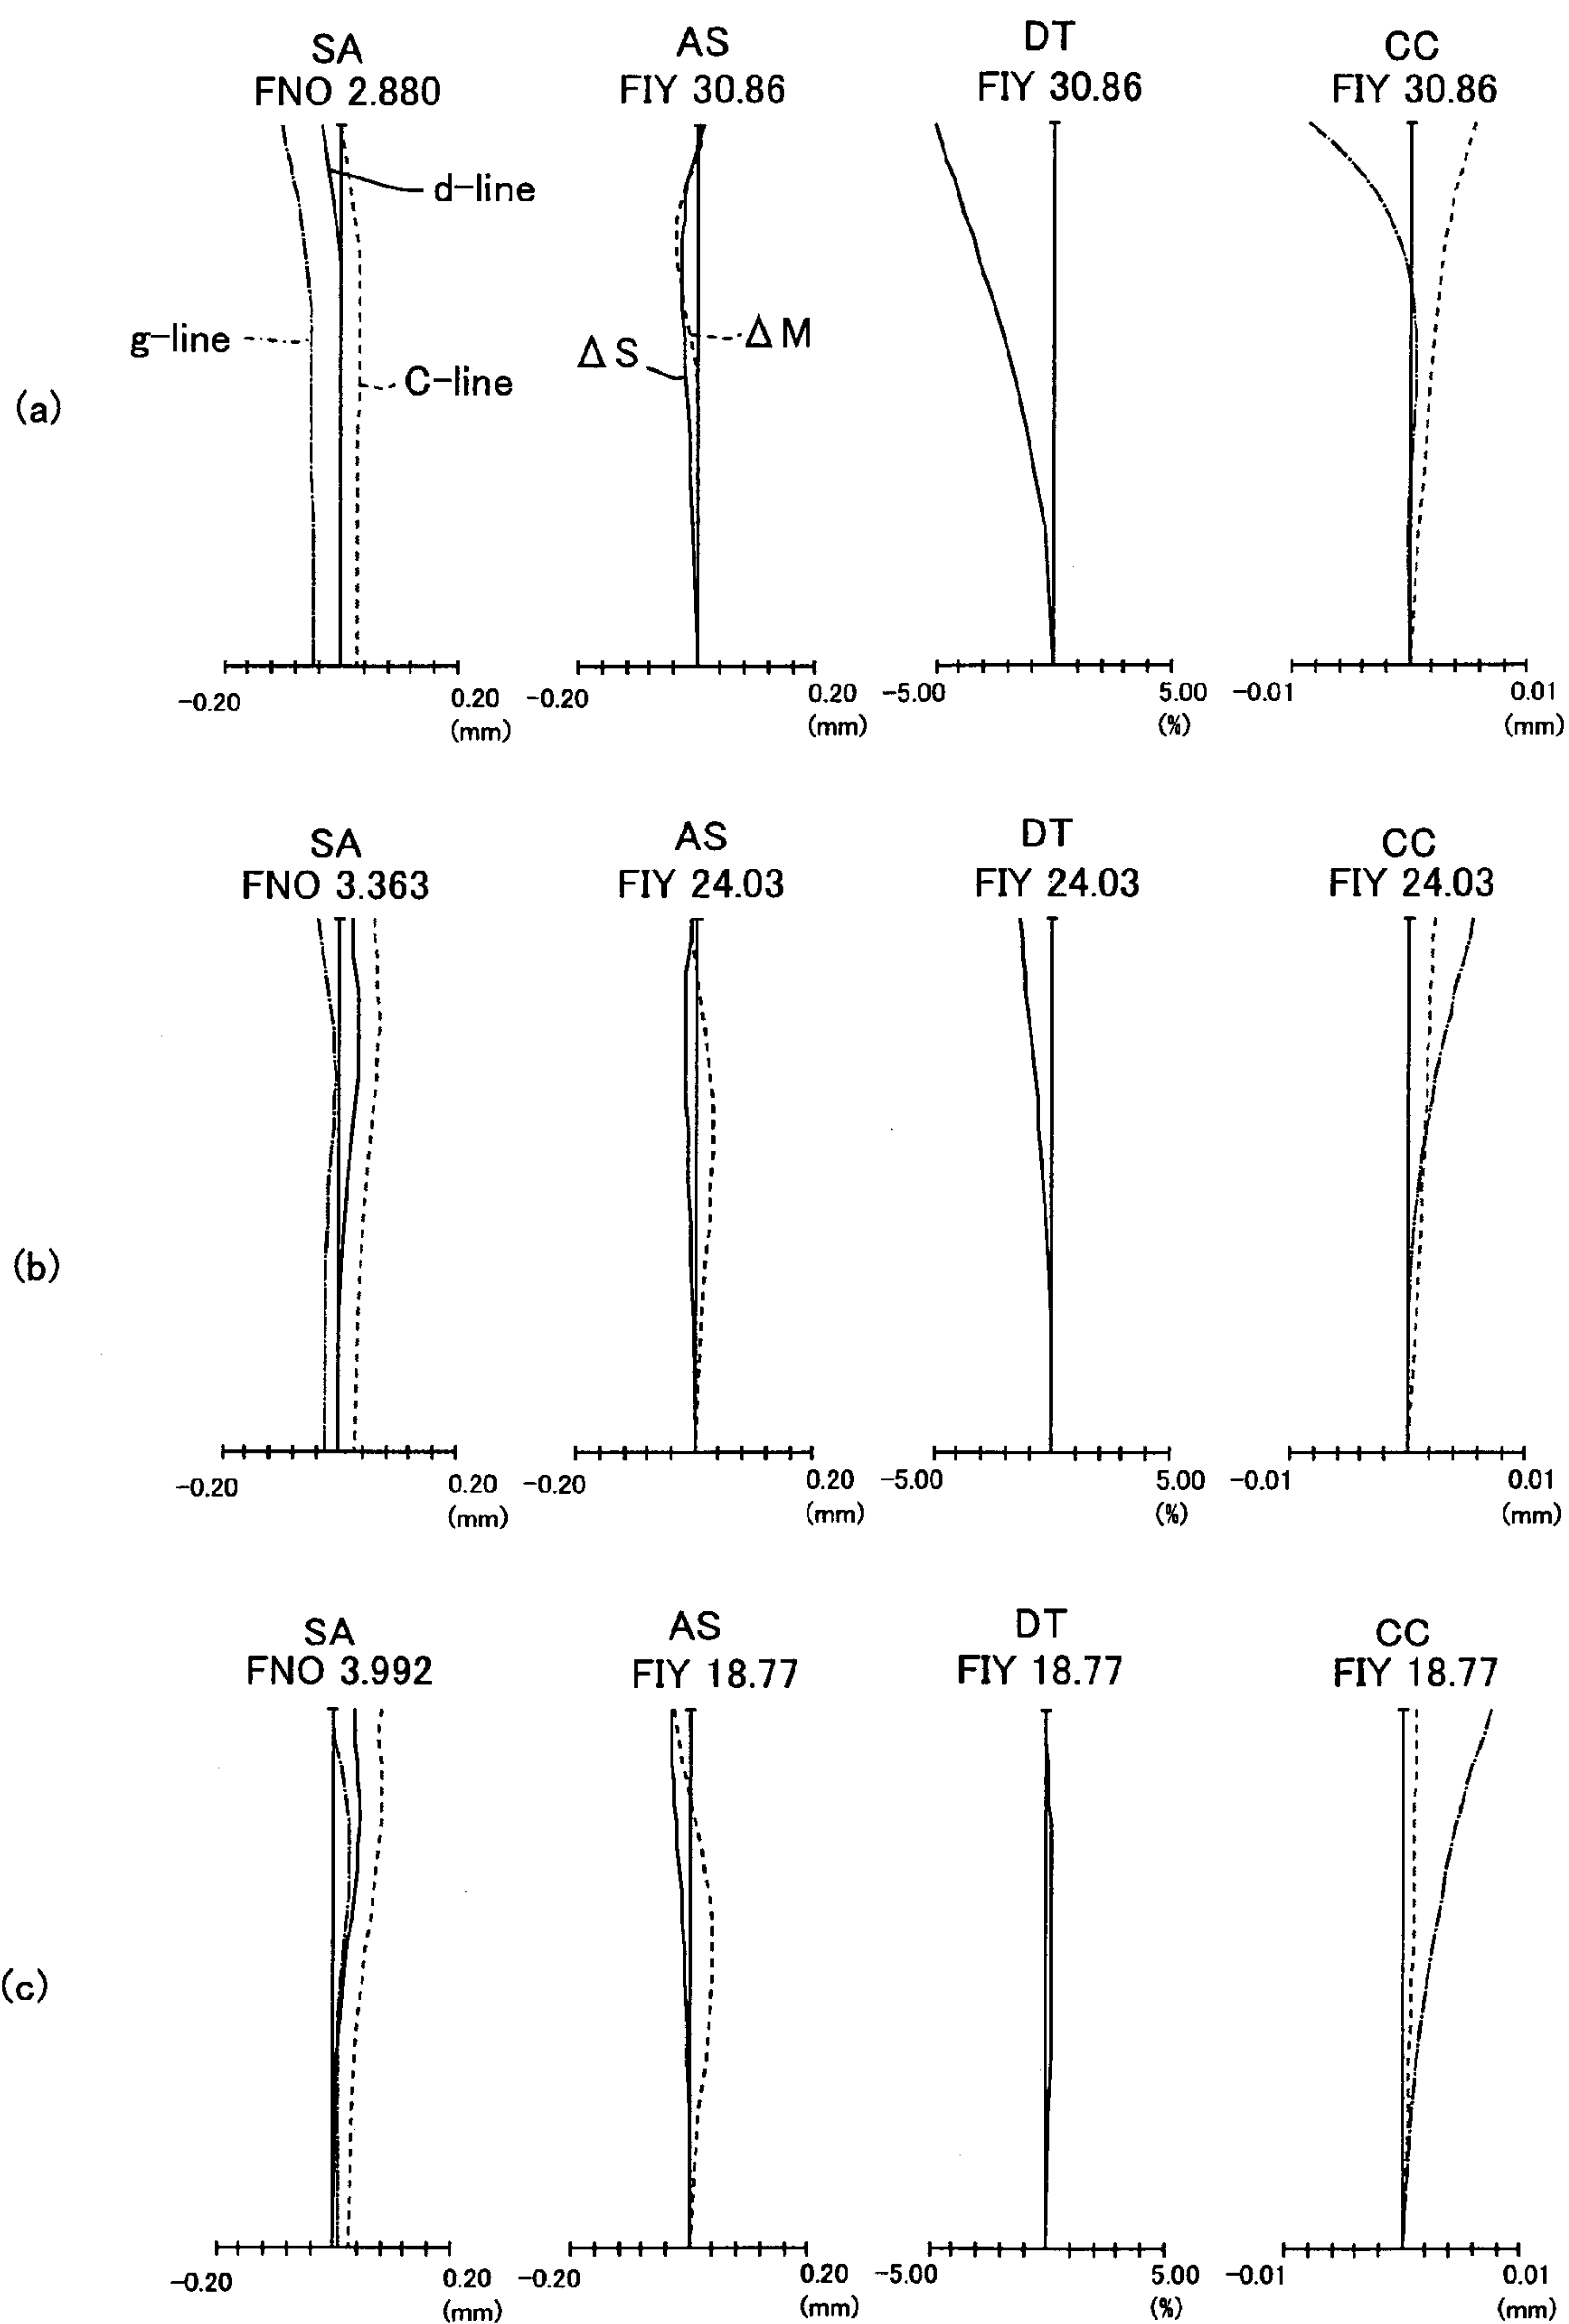 SA
FNO 2.880
AS
FIY 30.86
DT
FIY 30.86
CC
FIY 30.86
d-line
g-line
C-line
ΔS
ΔM
(a)
-0.20
0.20
(mm)
-0.20
0.20
(mm)
-5.00
5.00
(%)
-0.01
0.01
(mm)
SA
FNO 3.363
AS
FIY 24.03
DT
FIY 24.03
CC
FIY 24.03
(b)
-0.20
0.20
(mm)
-0.20
0.20
(mm)
-5.00
5.00
(%)
-0.01
0.01
(mm)
SA
FNO 3.992
AS
FIY 18.77
DT
FIY 18.77
CC
FIY 18.77
(c)
-0.20
0.20
(mm)
-0.20
0.20
(mm)
-5.00
5.00
(%)
-0.01
0.01
(mm)